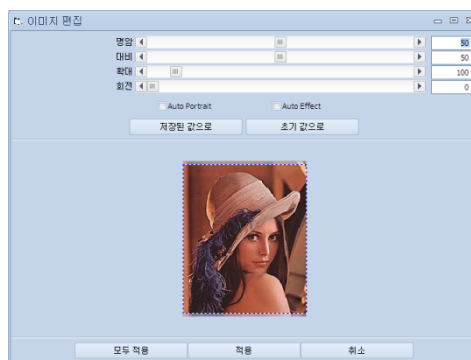 이미지 편집
명암 50
대비 50
확대 100
회전 0
Auto Portrait Auto Effect
저장된 값으로 초기 값으로
모두 적용 적용 취소